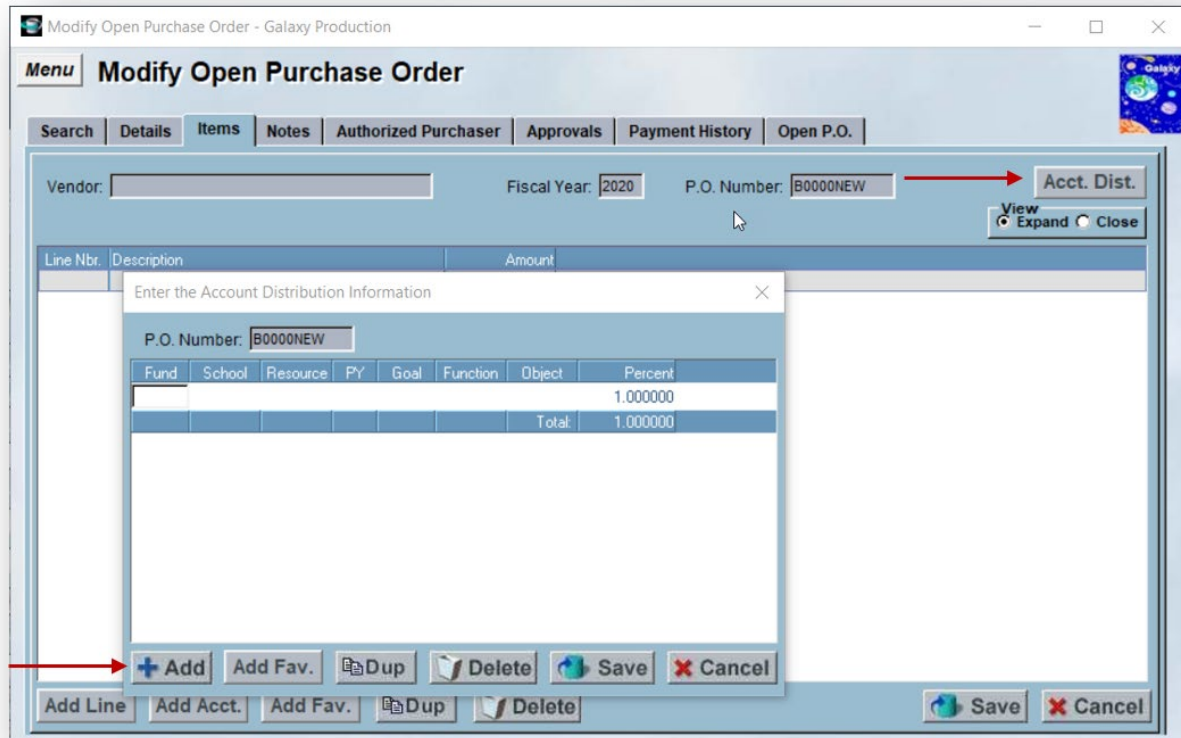 Modify Open Purchase Order - Galaxy Production
Menu Modify Open Purchase Order
Galaxy
Search Details Items Notes Authorized Purchaser Approvals Payment History Open P.O.
Vendor: Fiscal Year: 2020 P.O. Number: B0000NEW Acct. Dist.
View
Expand Close
Line Nbr. Description Amount
Enter the Account Distribution Information
P.O. Number: B0000NEW
Fund School Resource PY Goal Function Object Percent
1.000000
Total: 1.000000
Add Add Fav. Dup Delete Save Cancel
Add Line Add Acct. Add Fav. Dup Delete Save Cancel